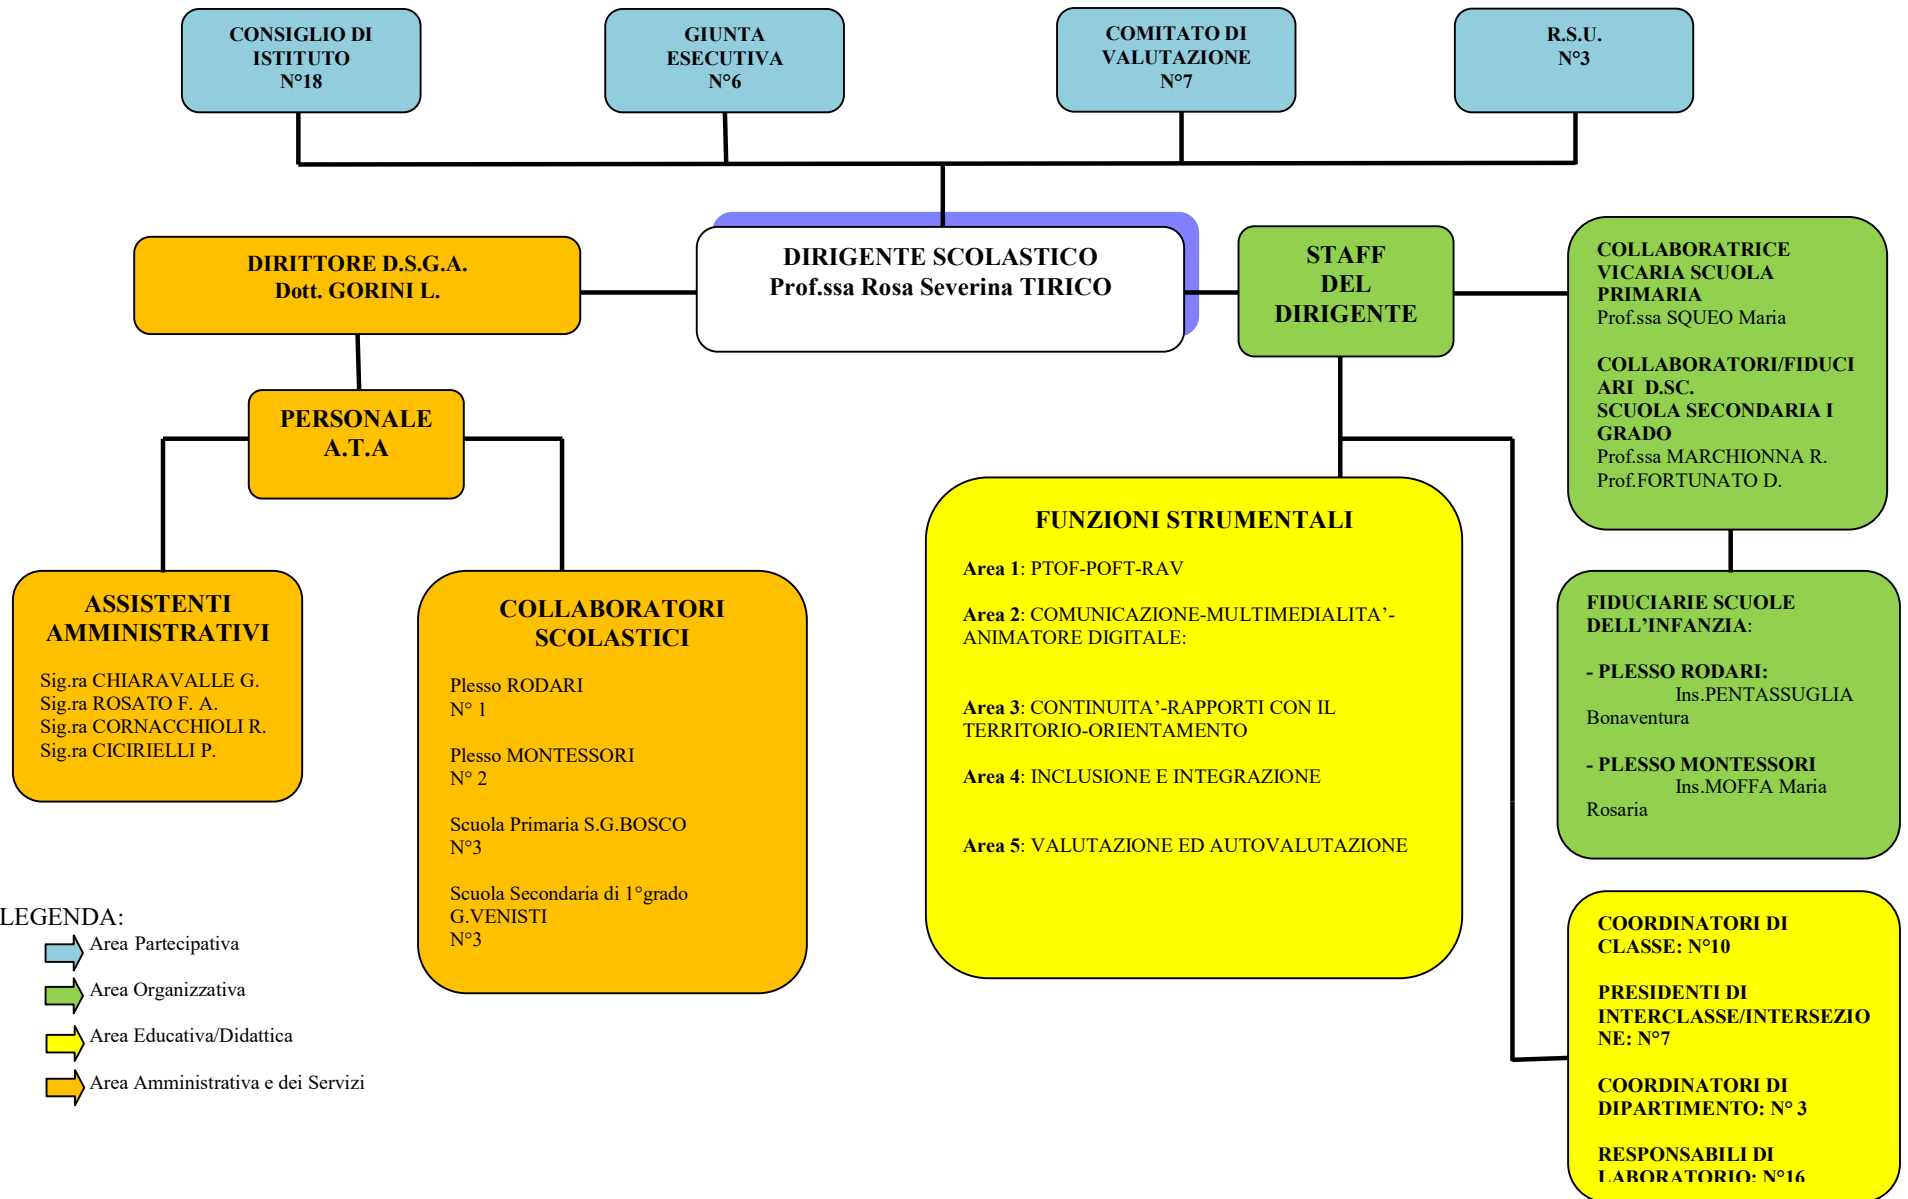 CONSIGLIO DI
ISTITUTO
N°18
GIUNTA
ESECUTIVA
N°6
COMITATO DI
VALUTAZIONE
N°7
R.S.U.
N°3
DIRITTORE D.S.G.A.
Dott. GORINI L.
DIRIGENTE SCOLASTICO
Prof.ssa Rosa Severina TIRICO
STAFF
DEL
DIRIGENTE
COLLABORATRICE
VICARIA SCUOLA
PRIMARIA
Prof.ssa SQUEO Maria
COLLABORATORI/FIDUCI
ARI  D.SC.
SCUOLA SECONDARIA I
GRADO
Prof.ssa MARCHIONNA R.
Prof.FORTUNATO D.
PERSONALE
A.T.A
ASSISTENTI
AMMINISTRATIVI
Sig.ra CHIARAVALLE G.
Sig.ra ROSATO F. A.
Sig.ra CORNACCHIOLI R.
Sig.ra CICIRIELLI P.
COLLABORATORI
SCOLASTICI
Plesso RODARI
N° 1
Plesso MONTESSORI
N° 2
Scuola Primaria S.G.BOSCO
N°3
Scuola Secondaria di 1°grado
G.VENISTI
N°3
FUNZIONI STRUMENTALI
Area 1: PTOF-POFT-RAV
Area 2: COMUNICAZIONE-MULTIMEDIALITA’-
ANIMATORE DIGITALE:
Area 3: CONTINUITA’-RAPPORTI CON IL
TERRITORIO-ORIENTAMENTO
Area 4: INCLUSIONE E INTEGRAZIONE
Area 5: VALUTAZIONE ED AUTOVALUTAZIONE
FIDUCIARIE SCUOLE
DELL’INFANZIA:
- PLESSO RODARI:
Ins.PENTASSUGLIA
Bonaventura
- PLESSO MONTESSORI
Ins.MOFFA Maria
Rosaria
COORDINATORI DI
CLASSE: N°10
PRESIDENTI DI
INTERCLASSE/INTERSEZIO
NE: N°7
COORDINATORI DI
DIPARTIMENTO: N° 3
RESPONSABILI DI
LABORATORIO: N°16
LEGENDA:
Area Partecipativa
Area Organizzativa
Area Educativa/Didattica
Area Amministrativa e dei Servizi